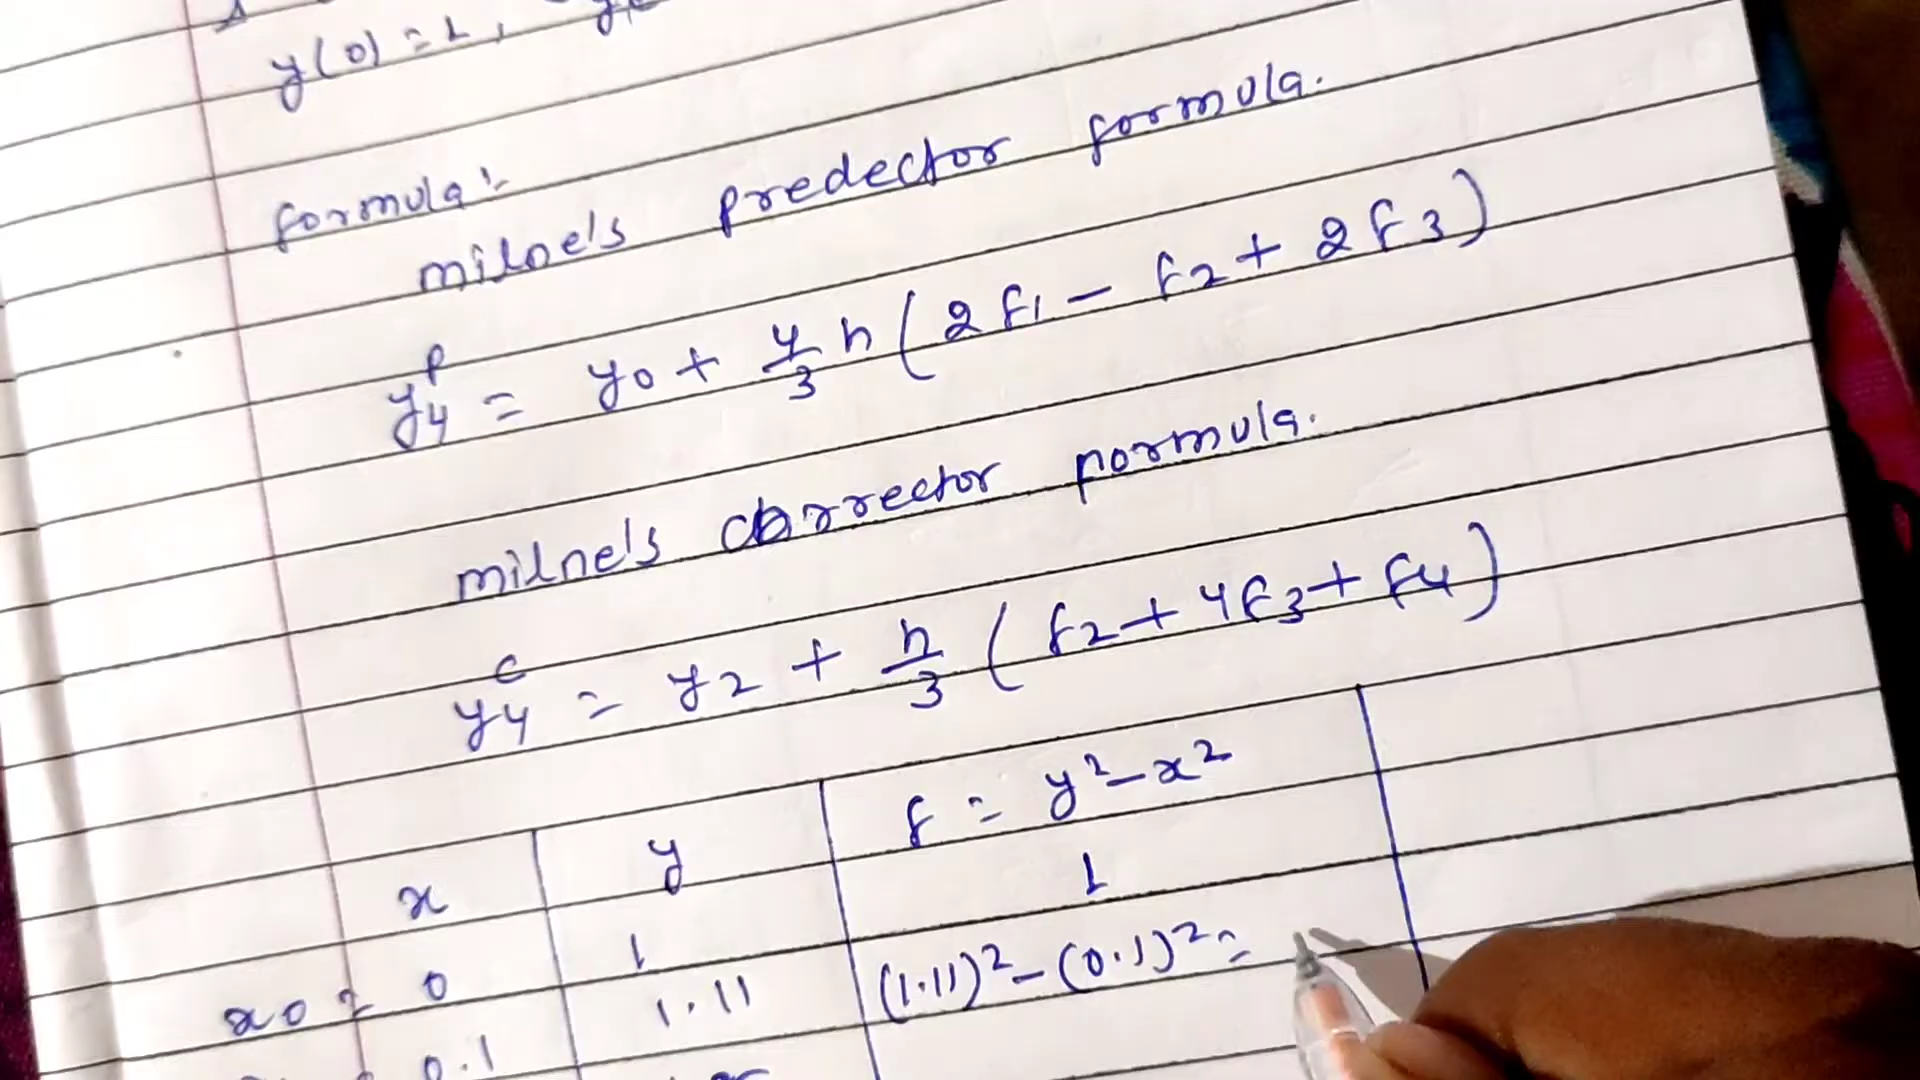 y(0) = 1,
formula:-
milne's predector formula.
y4^p = y0 + 4/3 h (2f1 - f2 + 2f3)
milne's corrector formula.
y4^c = y2 + h/3 (f2 + 4f3 + f4)
x y f = y² - x²
x0 = 0 1 1
0.1 1.11 (1.11)² - (0.1)² =